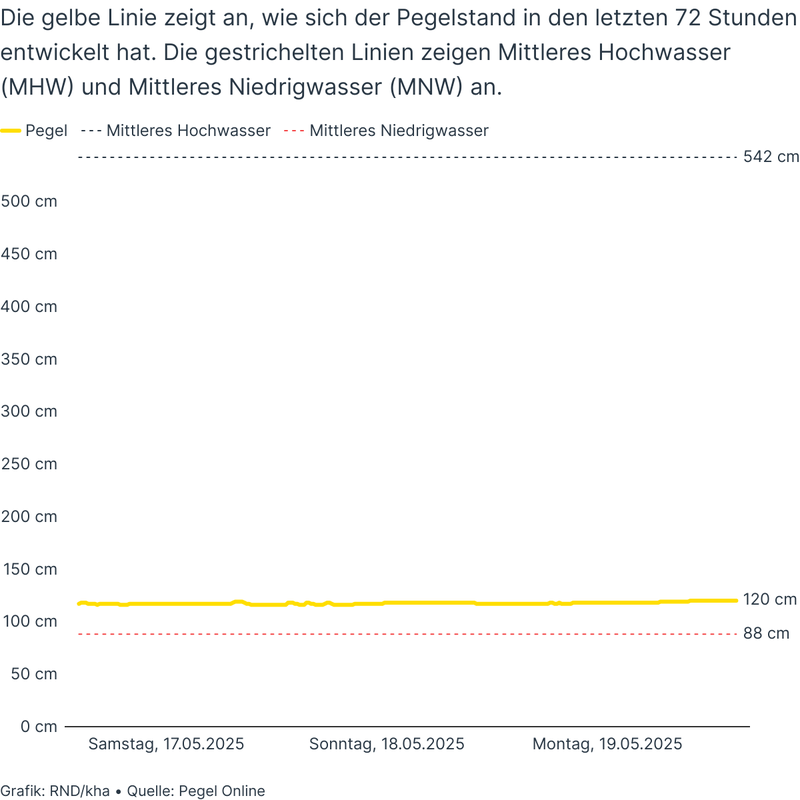 Die gelbe Linie zeigt an, wie sich der Pegelstand in den letzten 72 Stunden
entwickelt hat. Die gestrichelten Linien zeigen Mittleres Hochwasser
(MHW) und Mittleres Niedrigwasser (MNW) an.
Pegel Mittleres Hochwasser Mittleres Niedrigwasser
542 cm
500 cm
450 cm
400 cm
350 cm
300 cm
250 cm
200 cm
150 cm
120 cm
100 cm
88 cm
50 cm
0 cm
Samstag, 17.05.2025 Sonntag, 18.05.2025 Montag, 19.05.2025
Grafik: RND/kha • Quelle: Pegel Online